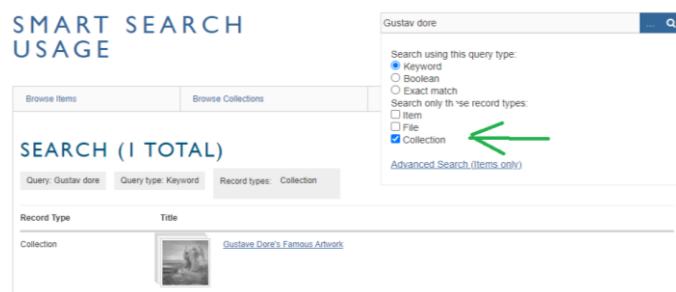 SMART SEARCH
USAGE
Gustav dore
...
Search using this query type:
Keyword
Boolean
Exact match
Search only these record types:
Item
File
Collection
Advanced Search (Items only)
Browse Items
Browse Collections
SEARCH (1 TOTAL)
Query: Gustav dore
Query type: Keyword
Record types: Collection
Record Type Title
Collection Gustave Dore's Famous Artwork